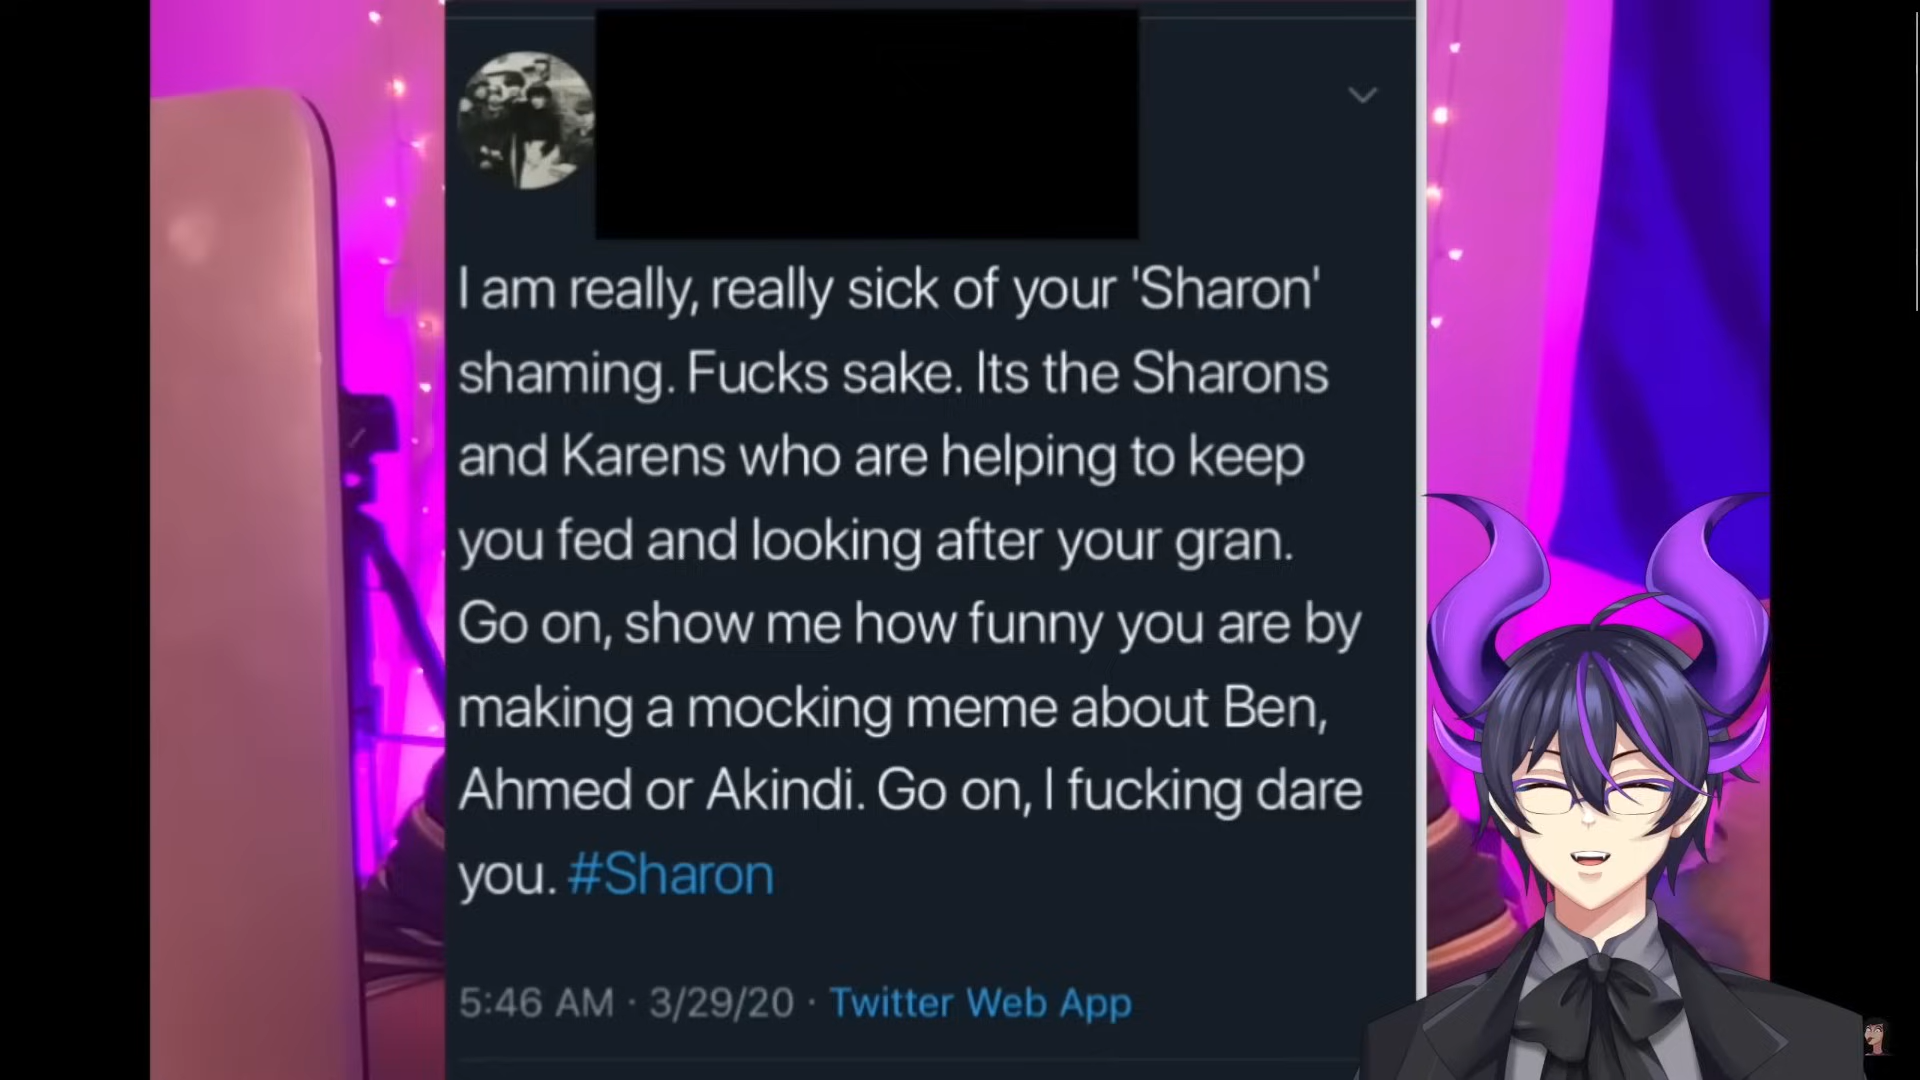 I am really, really sick of your 'Sharon'
shaming. Fucks sake. Its the Sharons
and Karens who are helping to keep
you fed and looking after your gran.
Go on, show me how funny you are by
making a mocking meme about Ben,
Ahmed or Akindi. Go on, I fucking dare
you. #Sharon
5:46 AM · 3/29/20 · Twitter Web App